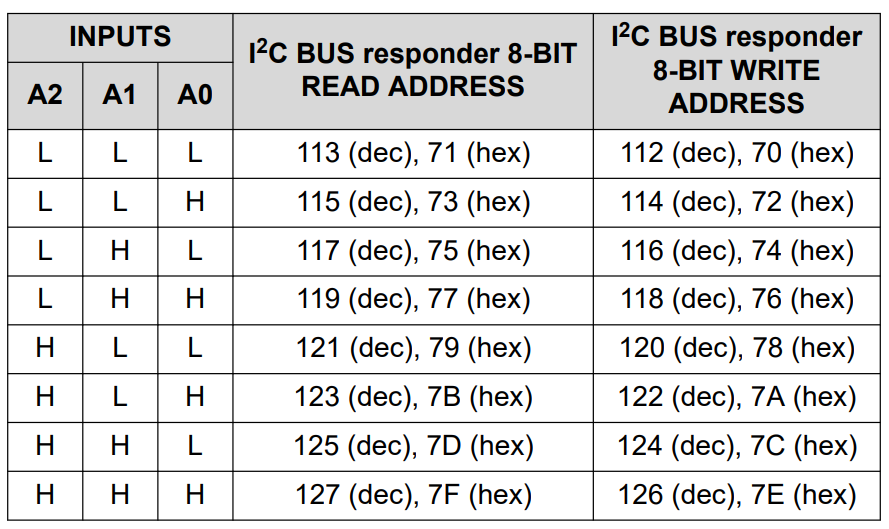 INPUTS
I²C BUS responder 8-BIT
READ ADDRESS
I²C BUS responder
8-BIT WRITE
ADDRESS
A2 A1 A0
L L L 113 (dec), 71 (hex) 112 (dec), 70 (hex)
L L H 115 (dec), 73 (hex) 114 (dec), 72 (hex)
L H L 117 (dec), 75 (hex) 116 (dec), 74 (hex)
L H H 119 (dec), 77 (hex) 118 (dec), 76 (hex)
H L L 121 (dec), 79 (hex) 120 (dec), 78 (hex)
H L H 123 (dec), 7B (hex) 122 (dec), 7A (hex)
H H L 125 (dec), 7D (hex) 124 (dec), 7C (hex)
H H H 127 (dec), 7F (hex) 126 (dec), 7E (hex)